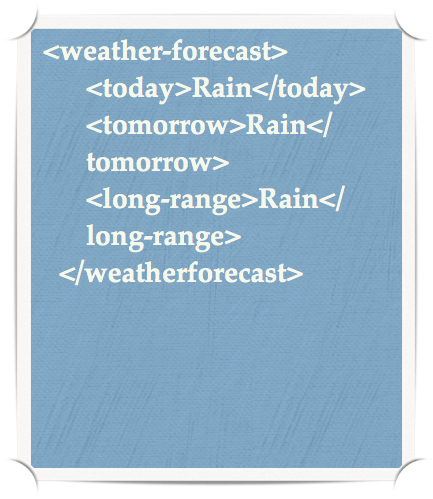 <weather-forecast>
<today>Rain</today>
<tomorrow>Rain</
tomorrow>
<long-range>Rain</
long-range>
</weatherforecast>